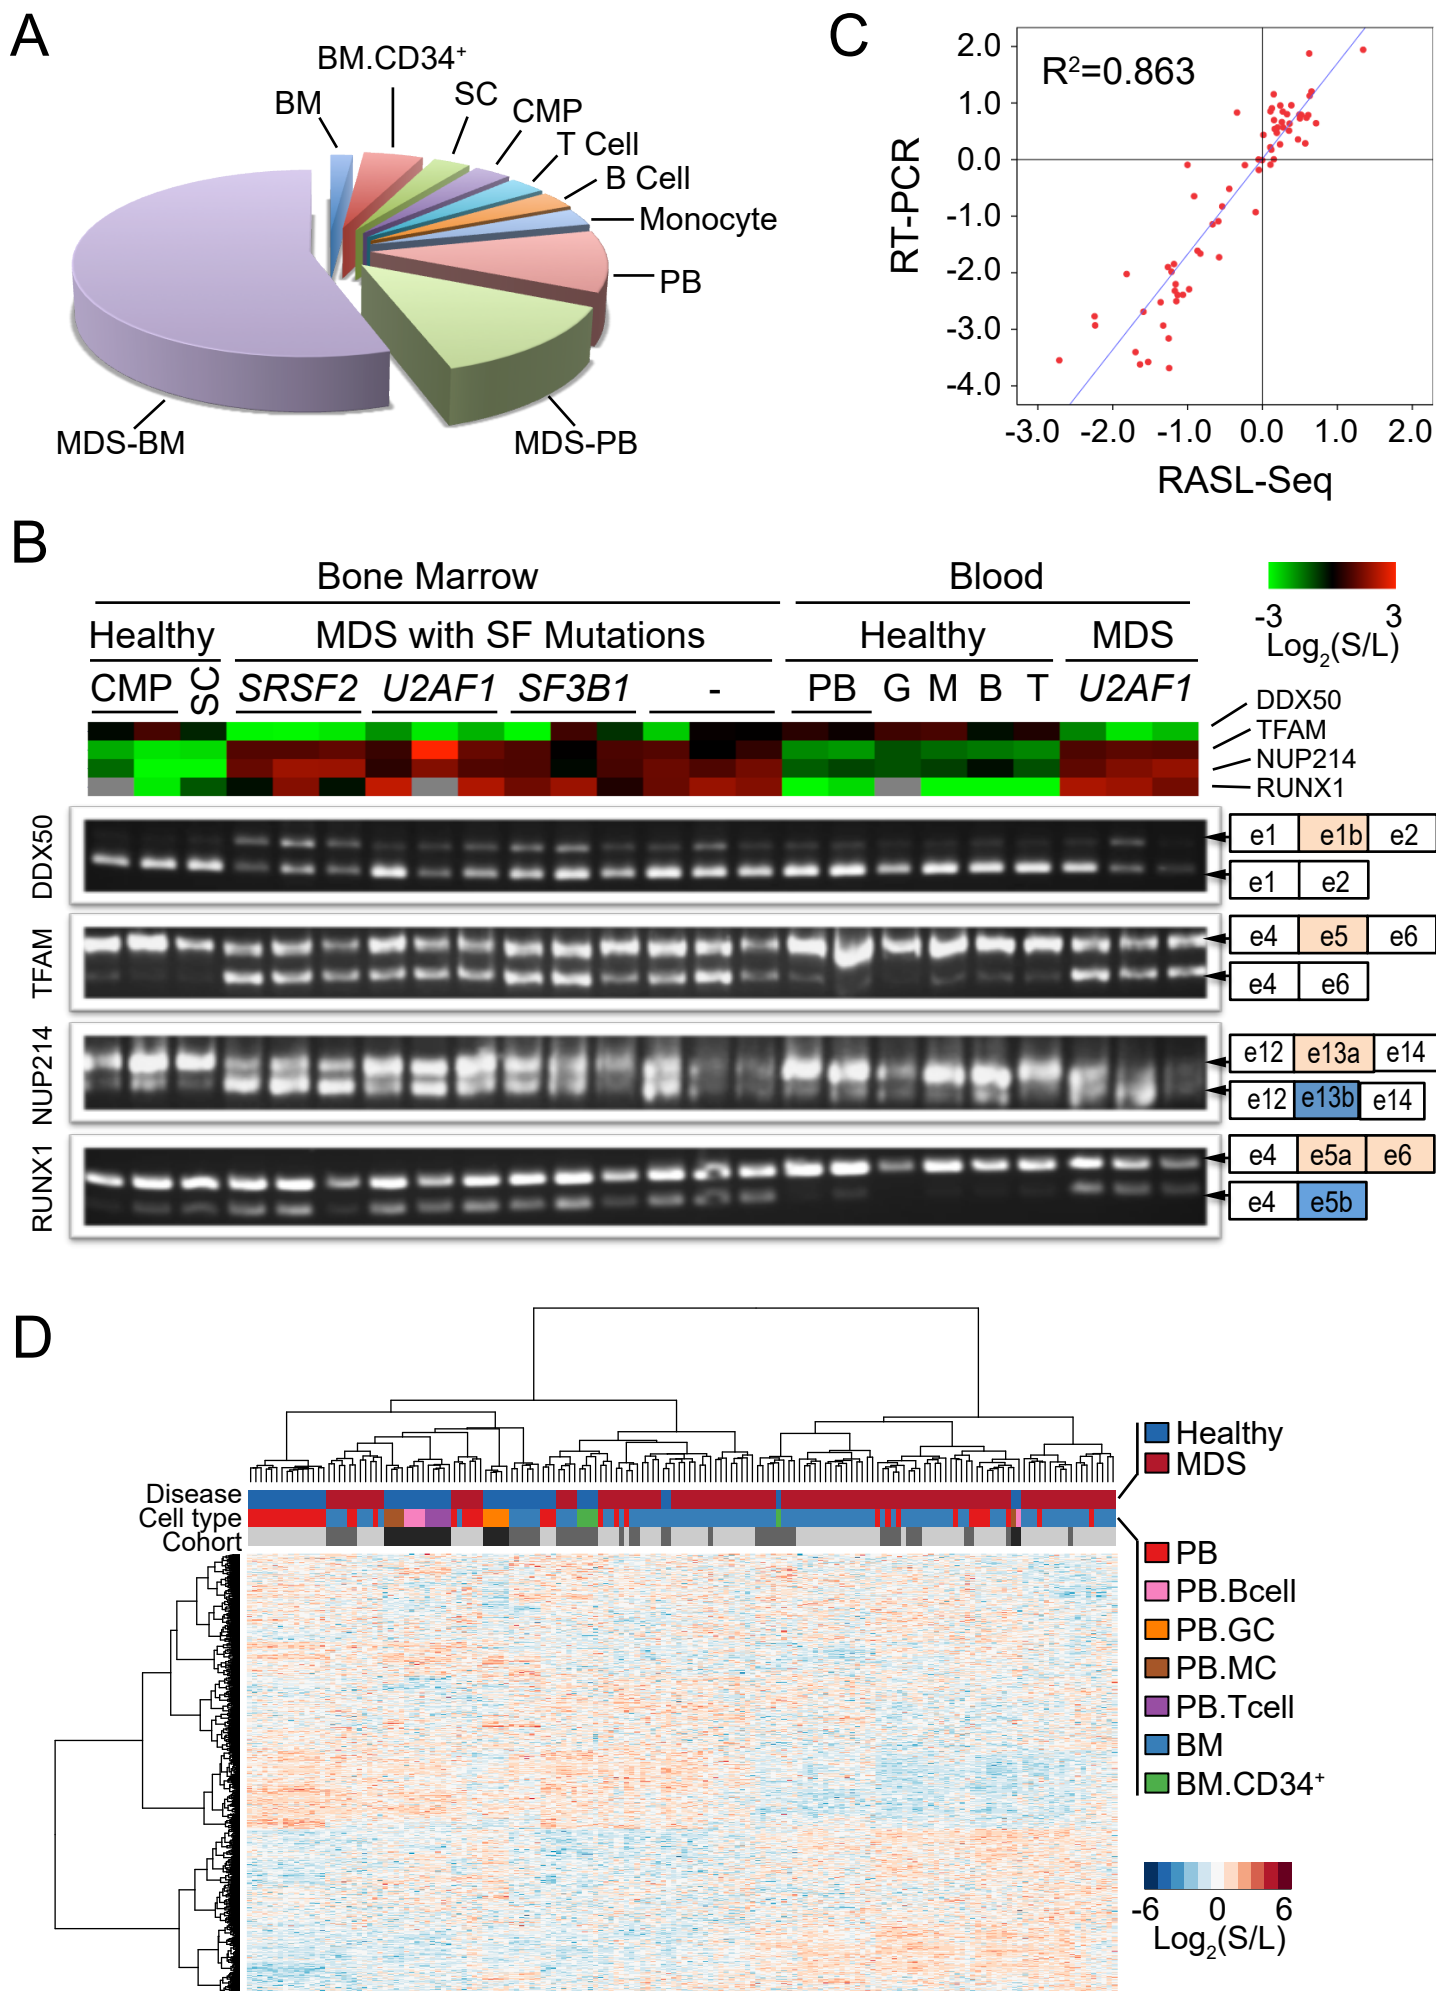 A
BM
BM.CD34+
SC
CMP
T Cell
B Cell
Monocyte
PB
MDS-PB
MDS-BM
C
R2=0.863
RT-PCR
2.0
1.0
0.0
-1.0
-2.0
-3.0
-4.0
-3.0 -2.0 -1.0 0.0 1.0 2.0
RASL-Seq
B
Bone Marrow Blood
Healthy MDS with SF Mutations Healthy MDS
CMP SC SRSF2 U2AF1 SF3B1 - PB G M B T U2AF1
-3 3
Log2(S/L)
DDX50
TFAM
NUP214
RUNX1
DDX50
e1 e1b e2
e1 e2
TFAM
e4 e5 e6
e4 e6
NUP214
e12 e13a e14
e12 e13b e14
RUNX1
e4 e5a e6
e4 e5b
D
Disease
Cell type
Cohort
Healthy
MDS
PB
PB.Bcell
PB.GC
PB.MC
PB.Tcell
BM
BM.CD34+
-6 0 6
Log2(S/L)